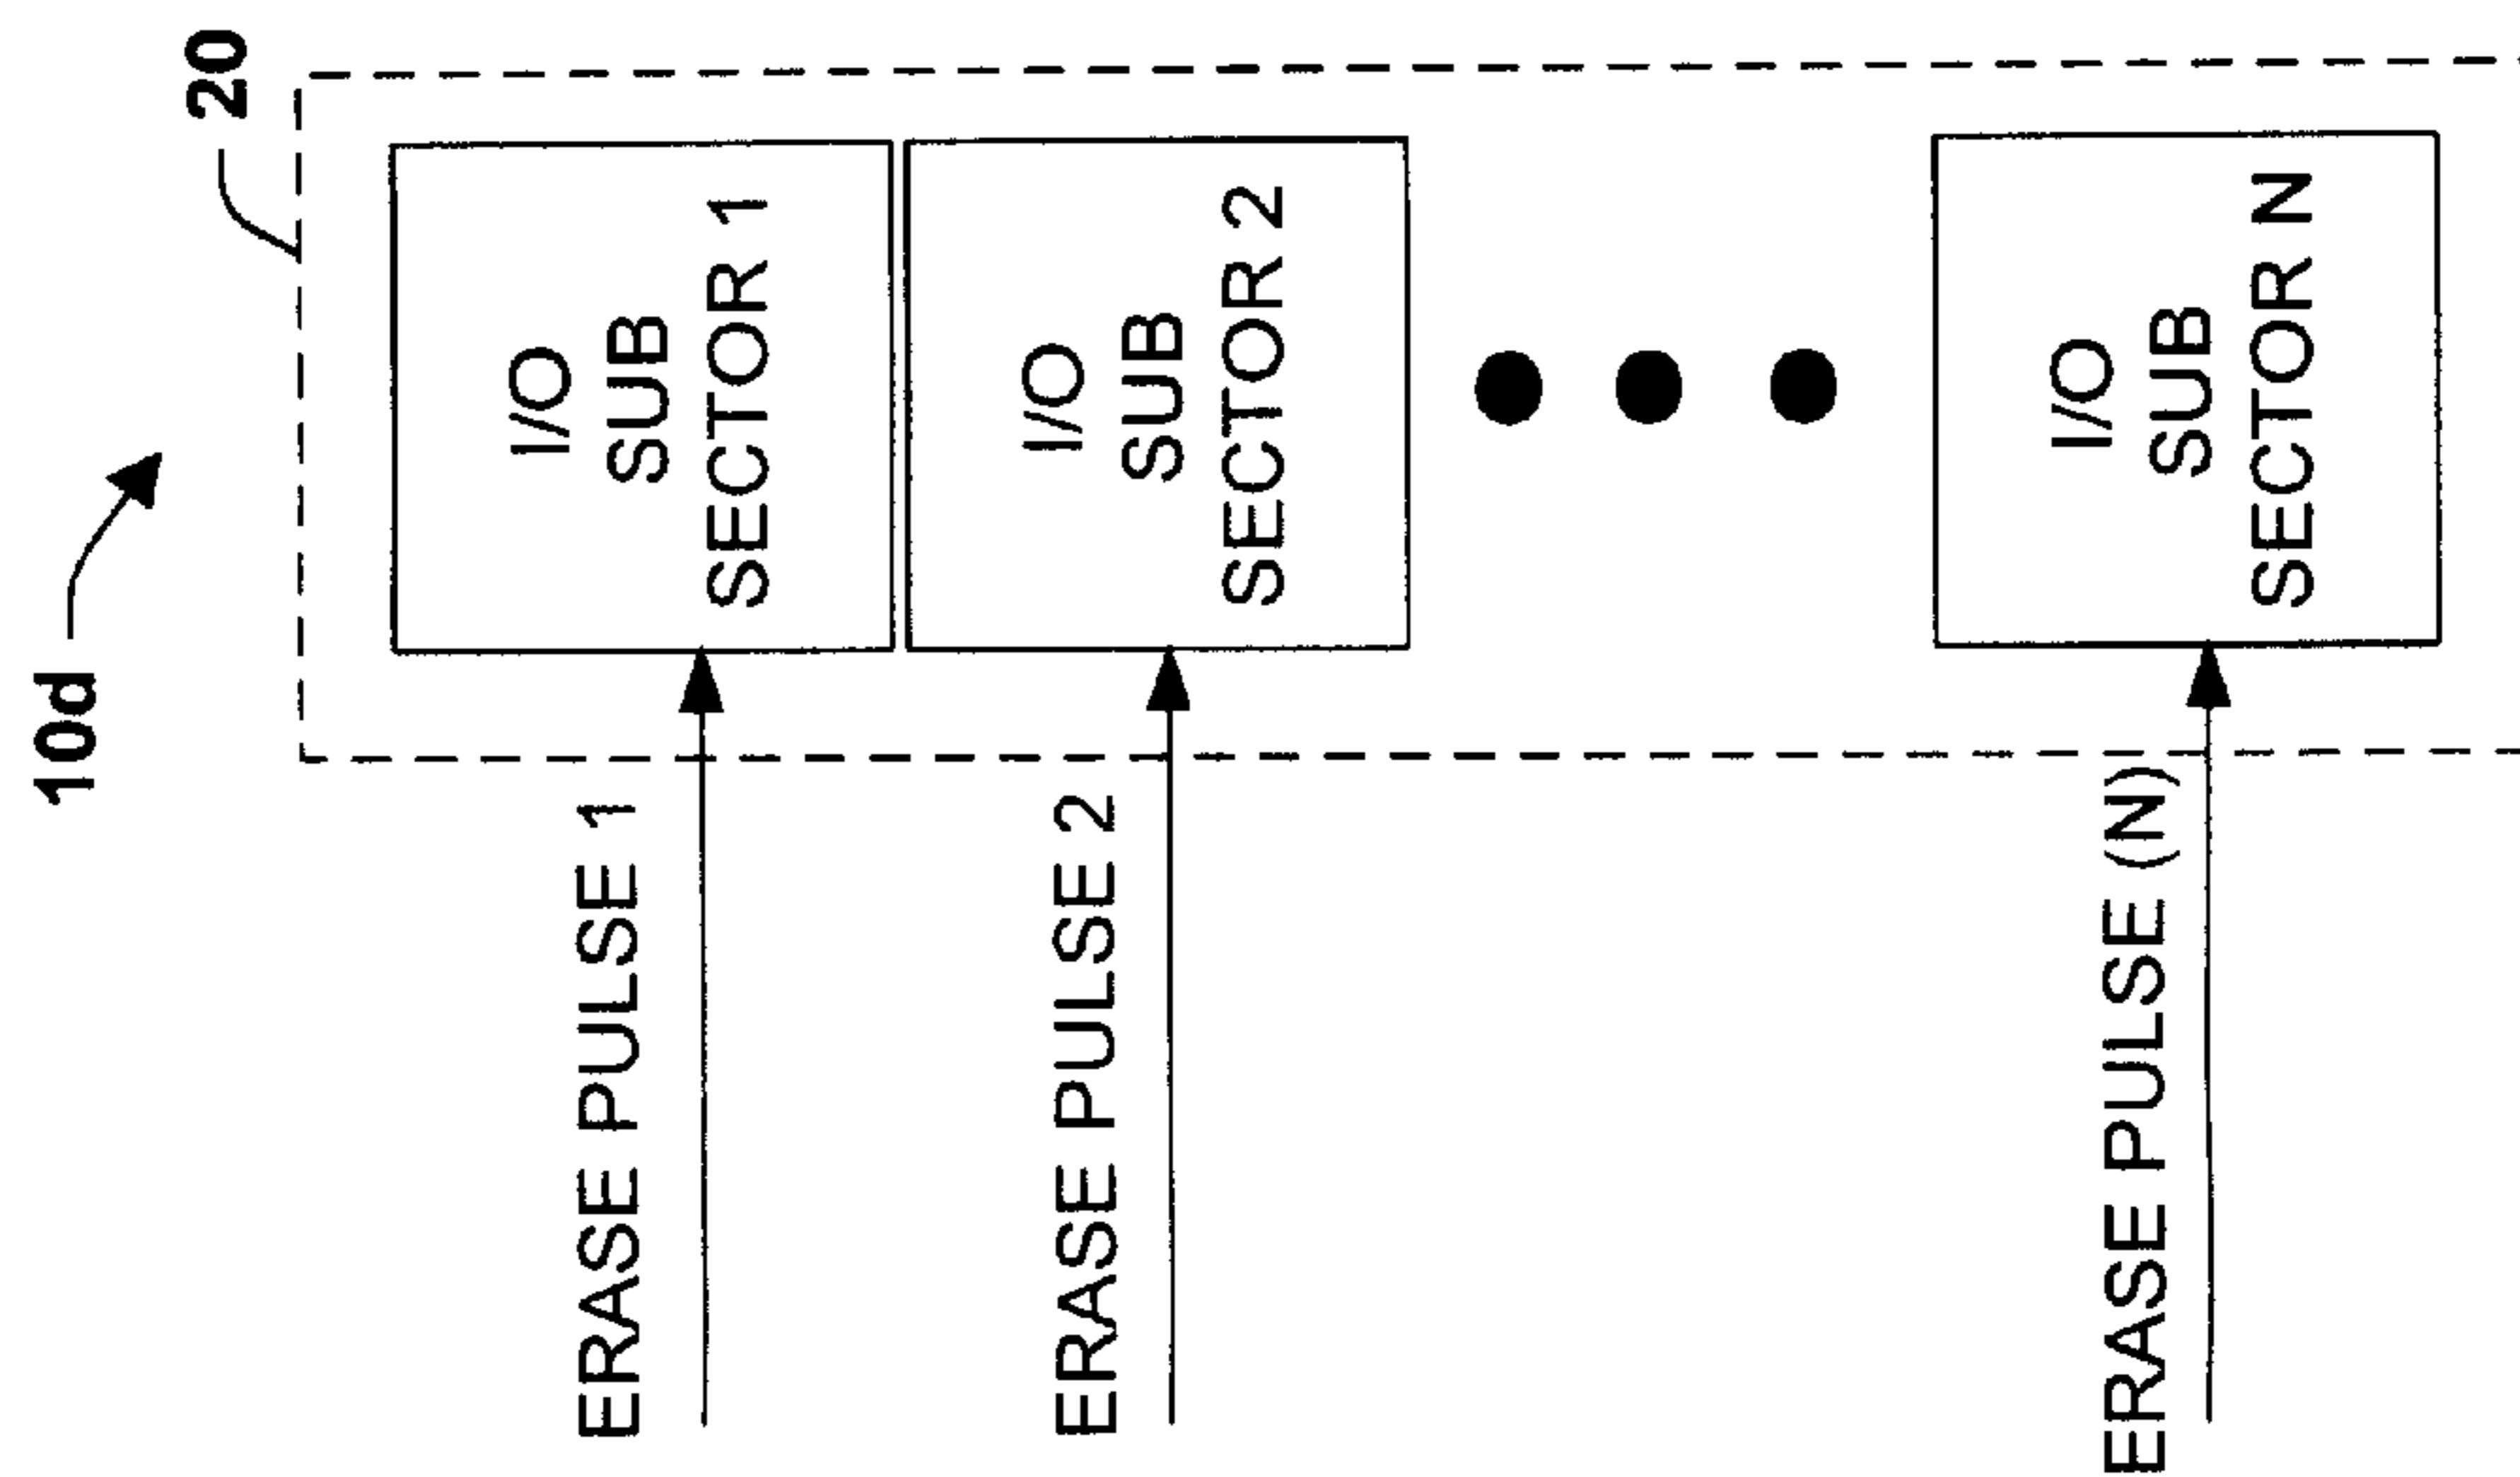 10d
20
ERASE PULSE 1
I/O
SUB
SECTOR 1
ERASE PULSE 2
I/O
SUB
SECTOR 2
ERASE PULSE (N)
I/O
SUB
SECTOR N